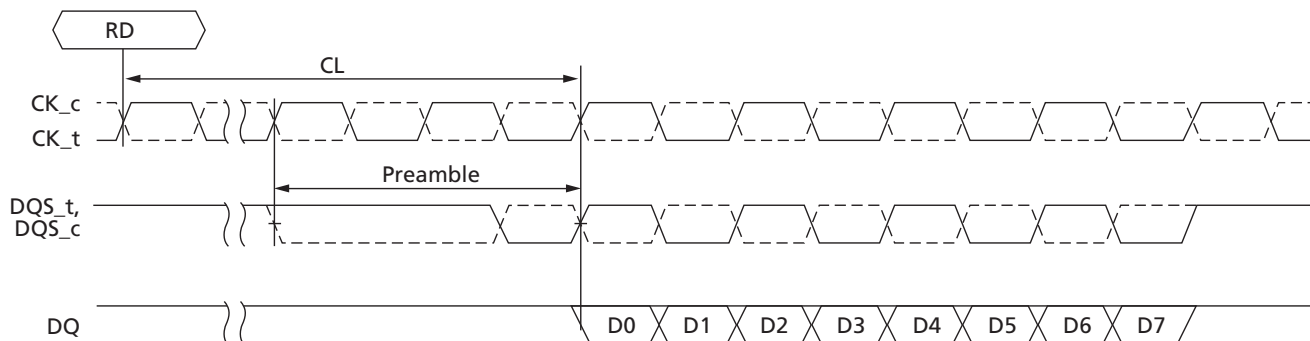 RD
CL
CK_c
CK_t
Preamble
DQS_t,
DQS_c
DQ
D0 D1 D2 D3 D4 D5 D6 D7